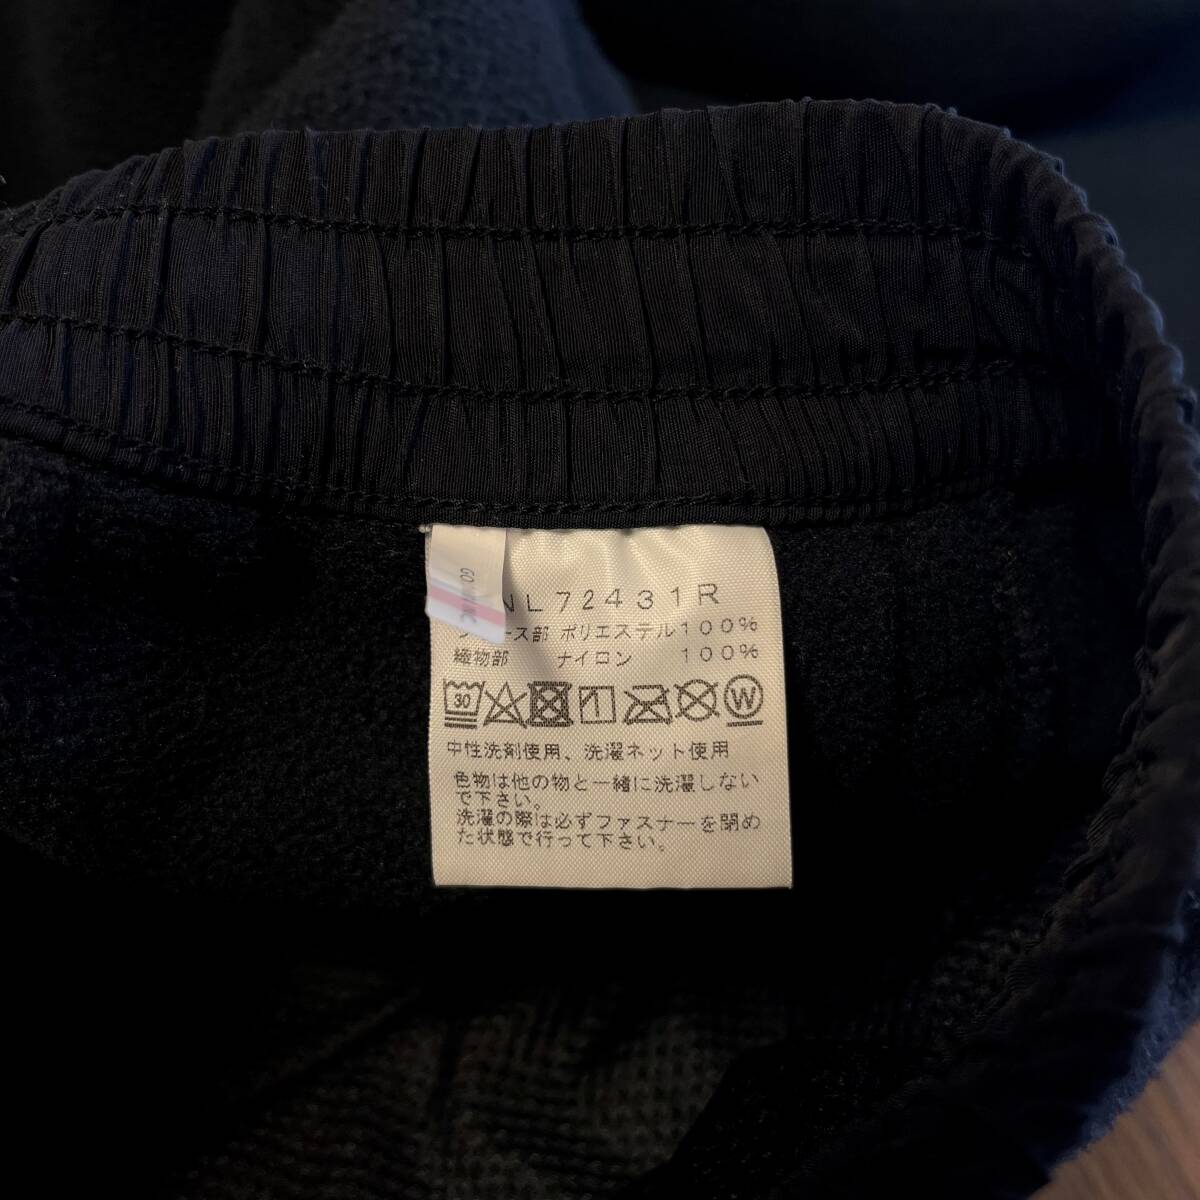 NL72431R
ース部 ポリエステル100%
織物部 ナイロン 100%
30 W
中性洗剤使用、洗濯ネット使用
色物は他の物と一緒に洗濯しない
で下さい。
洗濯の際は必ずファスナーを閉め
た状態で行って下さい。